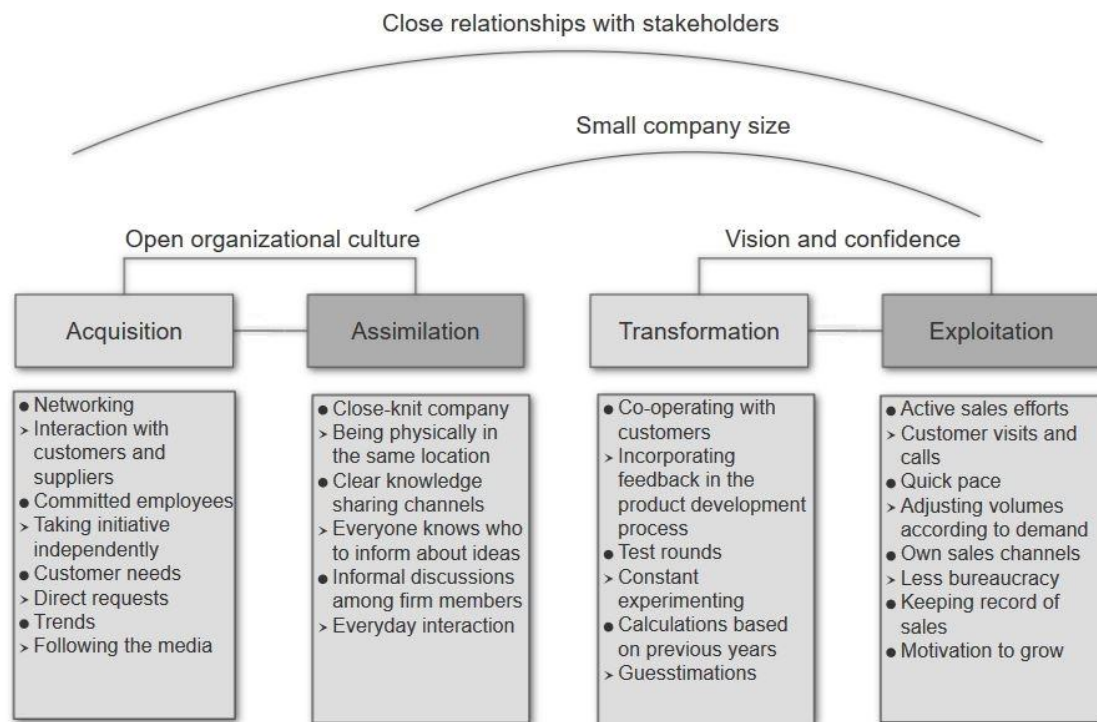 Close relationships with stakeholders
Small company size
Open organizational culture
Vision and confidence
Acquisition
Assimilation
Transformation
Exploitation
● Networking
➢ Interaction with
customers and
suppliers
● Committed employees
➢ Taking initiative
independently
● Customer needs
➢ Direct requests
● Trends
➢ Following the media
● Close-knit company
➢ Being physically in
the same location
● Clear knowledge
sharing channels
➢ Everyone knows who
to inform about ideas
● Informal discussions
among firm members
➢ Everyday interaction
● Co-operating with
customers
➢ Incorporating
feedback in the
product development
process
● Test rounds
➢ Constant
experimenting
● Calculations based
on previous years
➢ Guesstimations
● Active sales efforts
➢ Customer visits and
calls
● Quick pace
➢ Adjusting volumes
according to demand
● Own sales channels
➢ Less bureaucracy
● Keeping record of
sales
● Motivation to grow